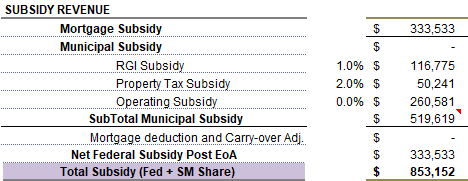 SUBSIDY REVENUE
Mortgage Subsidy $ 333,533
Municipal Subsidy $ -
RGI Subsidy 1.0% $ 116,775
Property Tax Subsidy 2.0% $ 50,241
Operating Subsidy 0.0% $ 260,581
SubTotal Municipal Subsidy $ 519,619
Mortgage deduction and Carry-over Adj. $ -
Net Federal Subsidy Post EoA $ 333,533
Total Subsidy (Fed + SM Share) $ 853,152